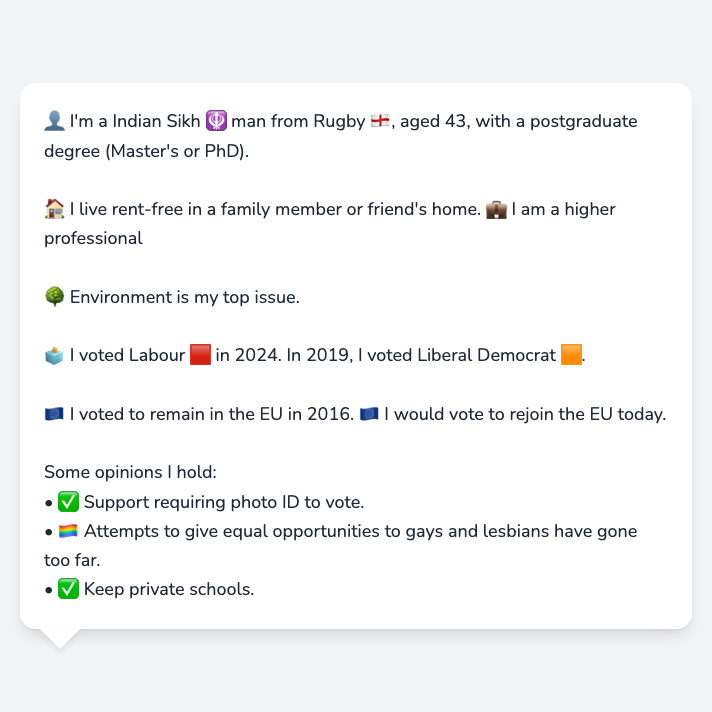 👤 I'm a Indian Sikh 🪯 man from Rugby 🏴󠁧󠁢󠁥󠁮󠁧󠁿, aged 43, with a postgraduate
degree (Master's or PhD).
🏠 I live rent-free in a family member or friend's home. 💼 I am a higher
professional
🌳 Environment is my top issue.
🗳️ I voted Labour 🟥 in 2024. In 2019, I voted Liberal Democrat 🟧.
🇪🇺 I voted to remain in the EU in 2016. 🇪🇺 I would vote to rejoin the EU today.
Some opinions I hold:
• ✅ Support requiring photo ID to vote.
• 🏳️‍🌈 Attempts to give equal opportunities to gays and lesbians have gone
too far.
• ✅ Keep private schools.